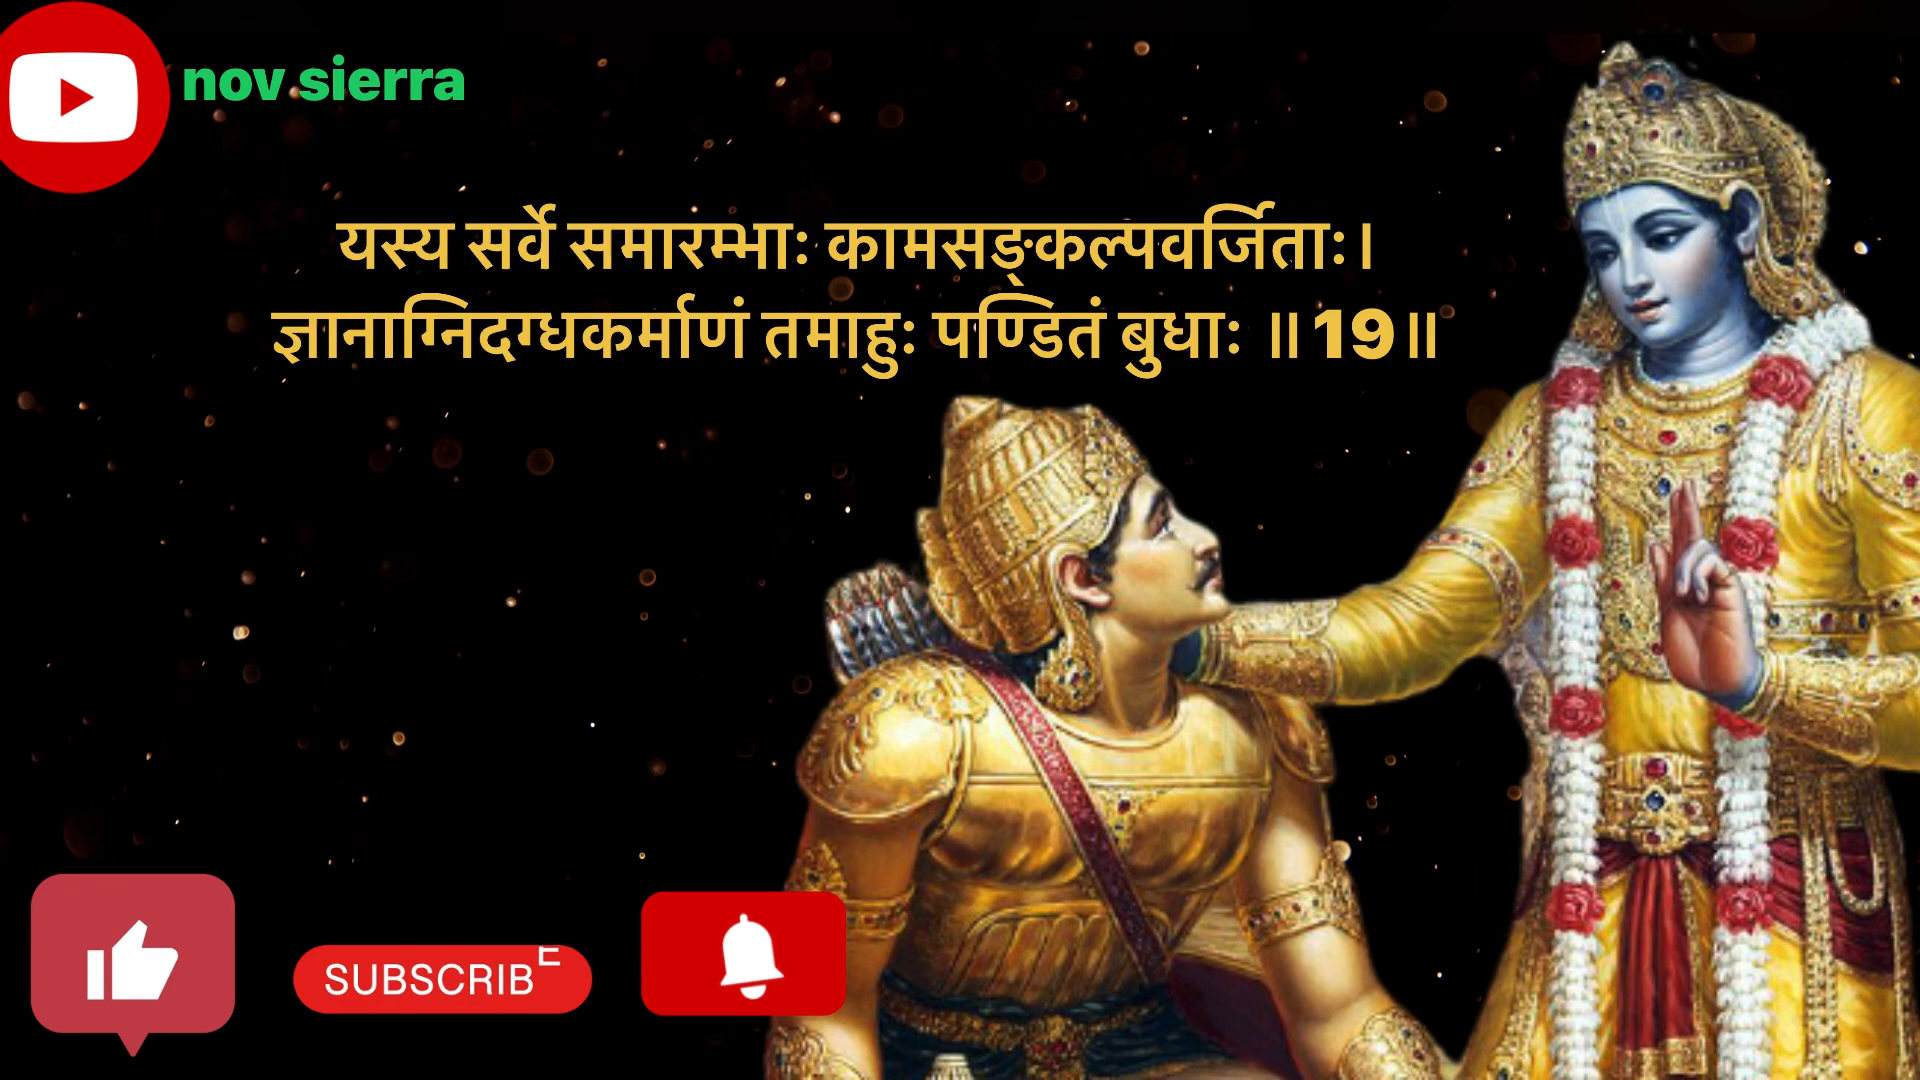 nov sierra
यस्य सर्वे समारम्भाः कामसङ्कल्पवर्जिताः।
ज्ञानाग्निदग्धकर्माणं तमाहुः पण्डितं बुधाः ॥19॥
SUBSCRIBE